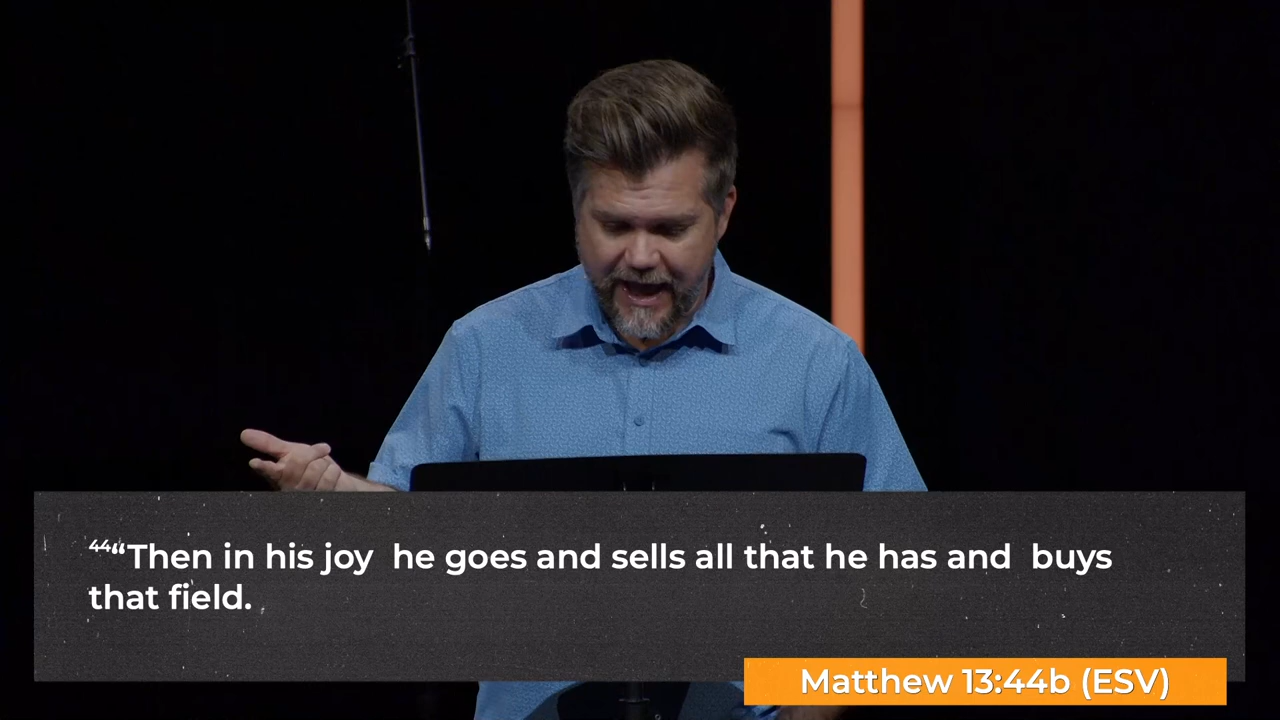 44“Then in his joy  he goes and sells all that he has and  buys
that field.
Matthew 13:44b (ESV)